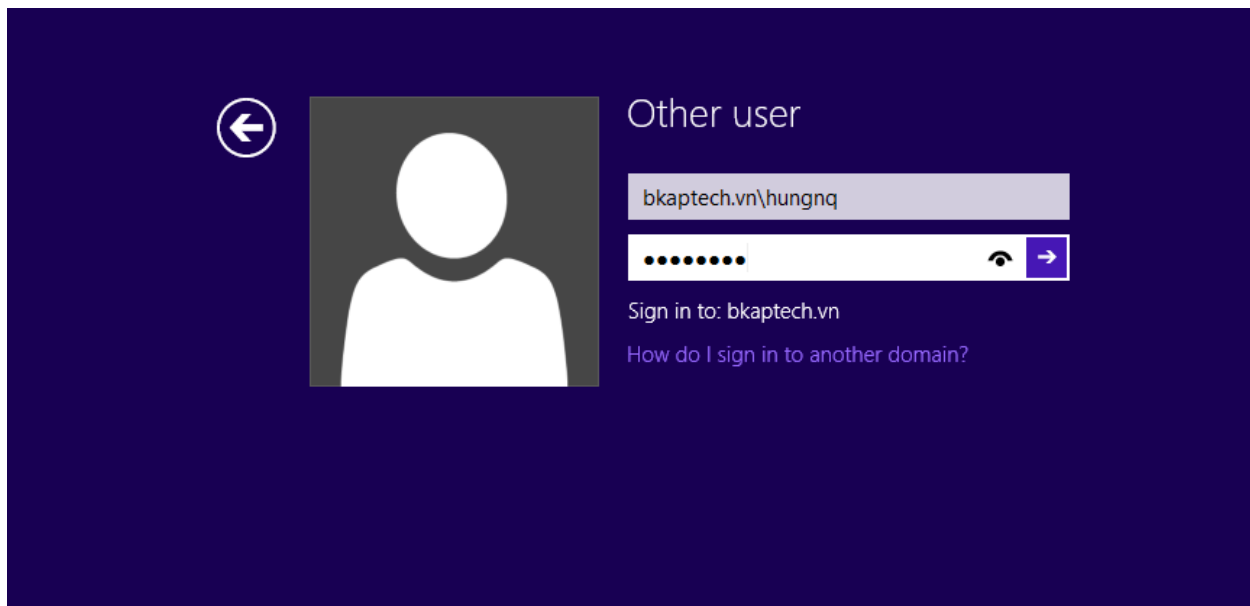 Other user
bkaptech.vn\hungnq
••••••••
Sign in to: bkaptech.vn
How do I sign in to another domain?